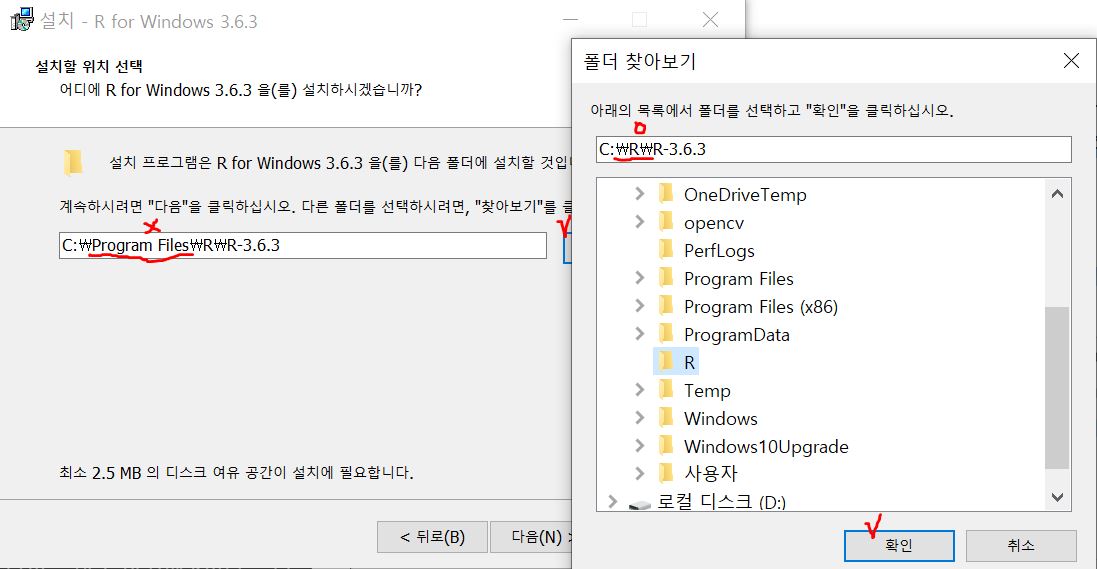 설치 - R for Windows 3.6.3
설치할 위치 선택
어디에 R for Windows 3.6.3 을(를) 설치하시겠습니까?
설치 프로그램은 R for Windows 3.6.3 을(를) 다음 폴더에 설치할 것입
계속하시려면 "다음"을 클릭하십시오. 다른 폴더를 선택하시려면, "찾아보기"를
C:₩Program Files₩R₩R-3.6.3
최소 2.5 MB 의 디스크 여유 공간이 설치에 필요합니다.
< 뒤로(B)
다음(N) >
폴더 찾아보기
아래의 목록에서 폴더를 선택하고 "확인"을 클릭하십시오.
C:₩R₩R-3.6.3
OneDriveTemp
opencv
PerfLogs
Program Files
Program Files (x86)
ProgramData
R
Temp
Windows
Windows10Upgrade
사용자
로컬 디스크 (D:)
확인
취소